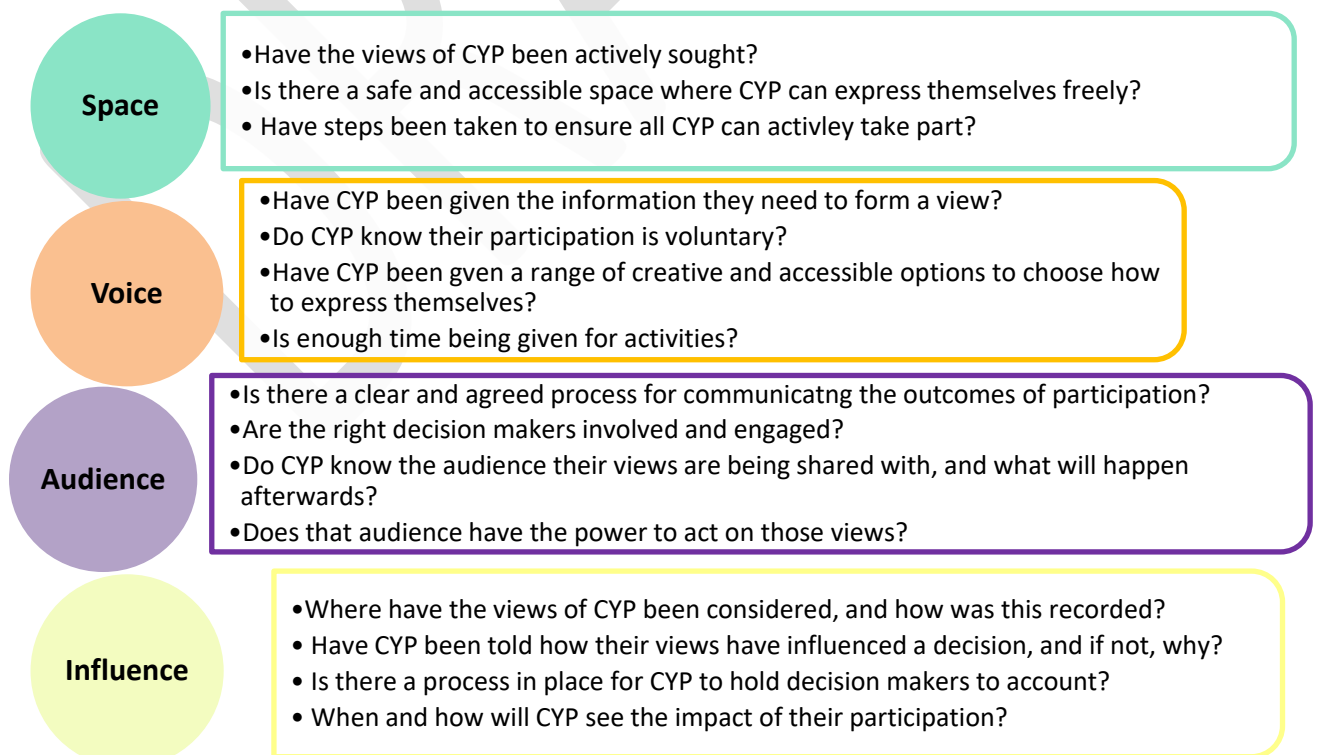 Space
•Have the views of CYP been actively sought?
•Is there a safe and accessible space where CYP can express themselves freely?
• Have steps been taken to ensure all CYP can activley take part?
Voice
•Have CYP been given the information they need to form a view?
•Do CYP know their participation is voluntary?
•Have CYP been gven a range of creative and accessible options to choose how
to express themselves?
•Is enough time being given for activities?
Audience
•Is there a clear and agreed process for communicatng the outcomes of participation?
•Are the right decision makers involved and engaged?
•Do CYP know the audience their views are being shared with, and what will happen
afterwards?
•Does that audience have the power to act on those views?
Influence
•Where have the views of CYP been considered, and how was this recorded?
• Have CYP been told how their views have influenced a decision, and if not, why?
• Is there a process in place for CYP to hold decision makers to account?
• When and how will CYP see the impact of their participation?